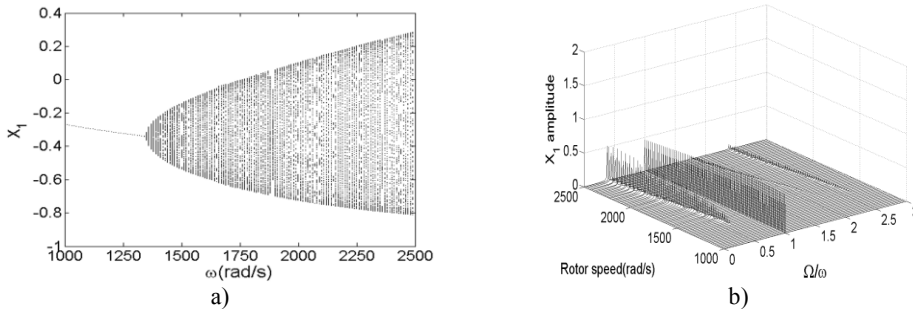 0.4
0.2
0
-0.2
-0.4
-0.6
-0.8
-1
X1
1000 1250 1500 1750 2000 2250 2500
ω(rad/s)
a)
2
1.5
1
0.5
0
X1 amplitude
2500
2000
1500
1000
Rotor speed(rad/s)
0 0.5 1 1.5 2 2.5
Ω/ω
b)